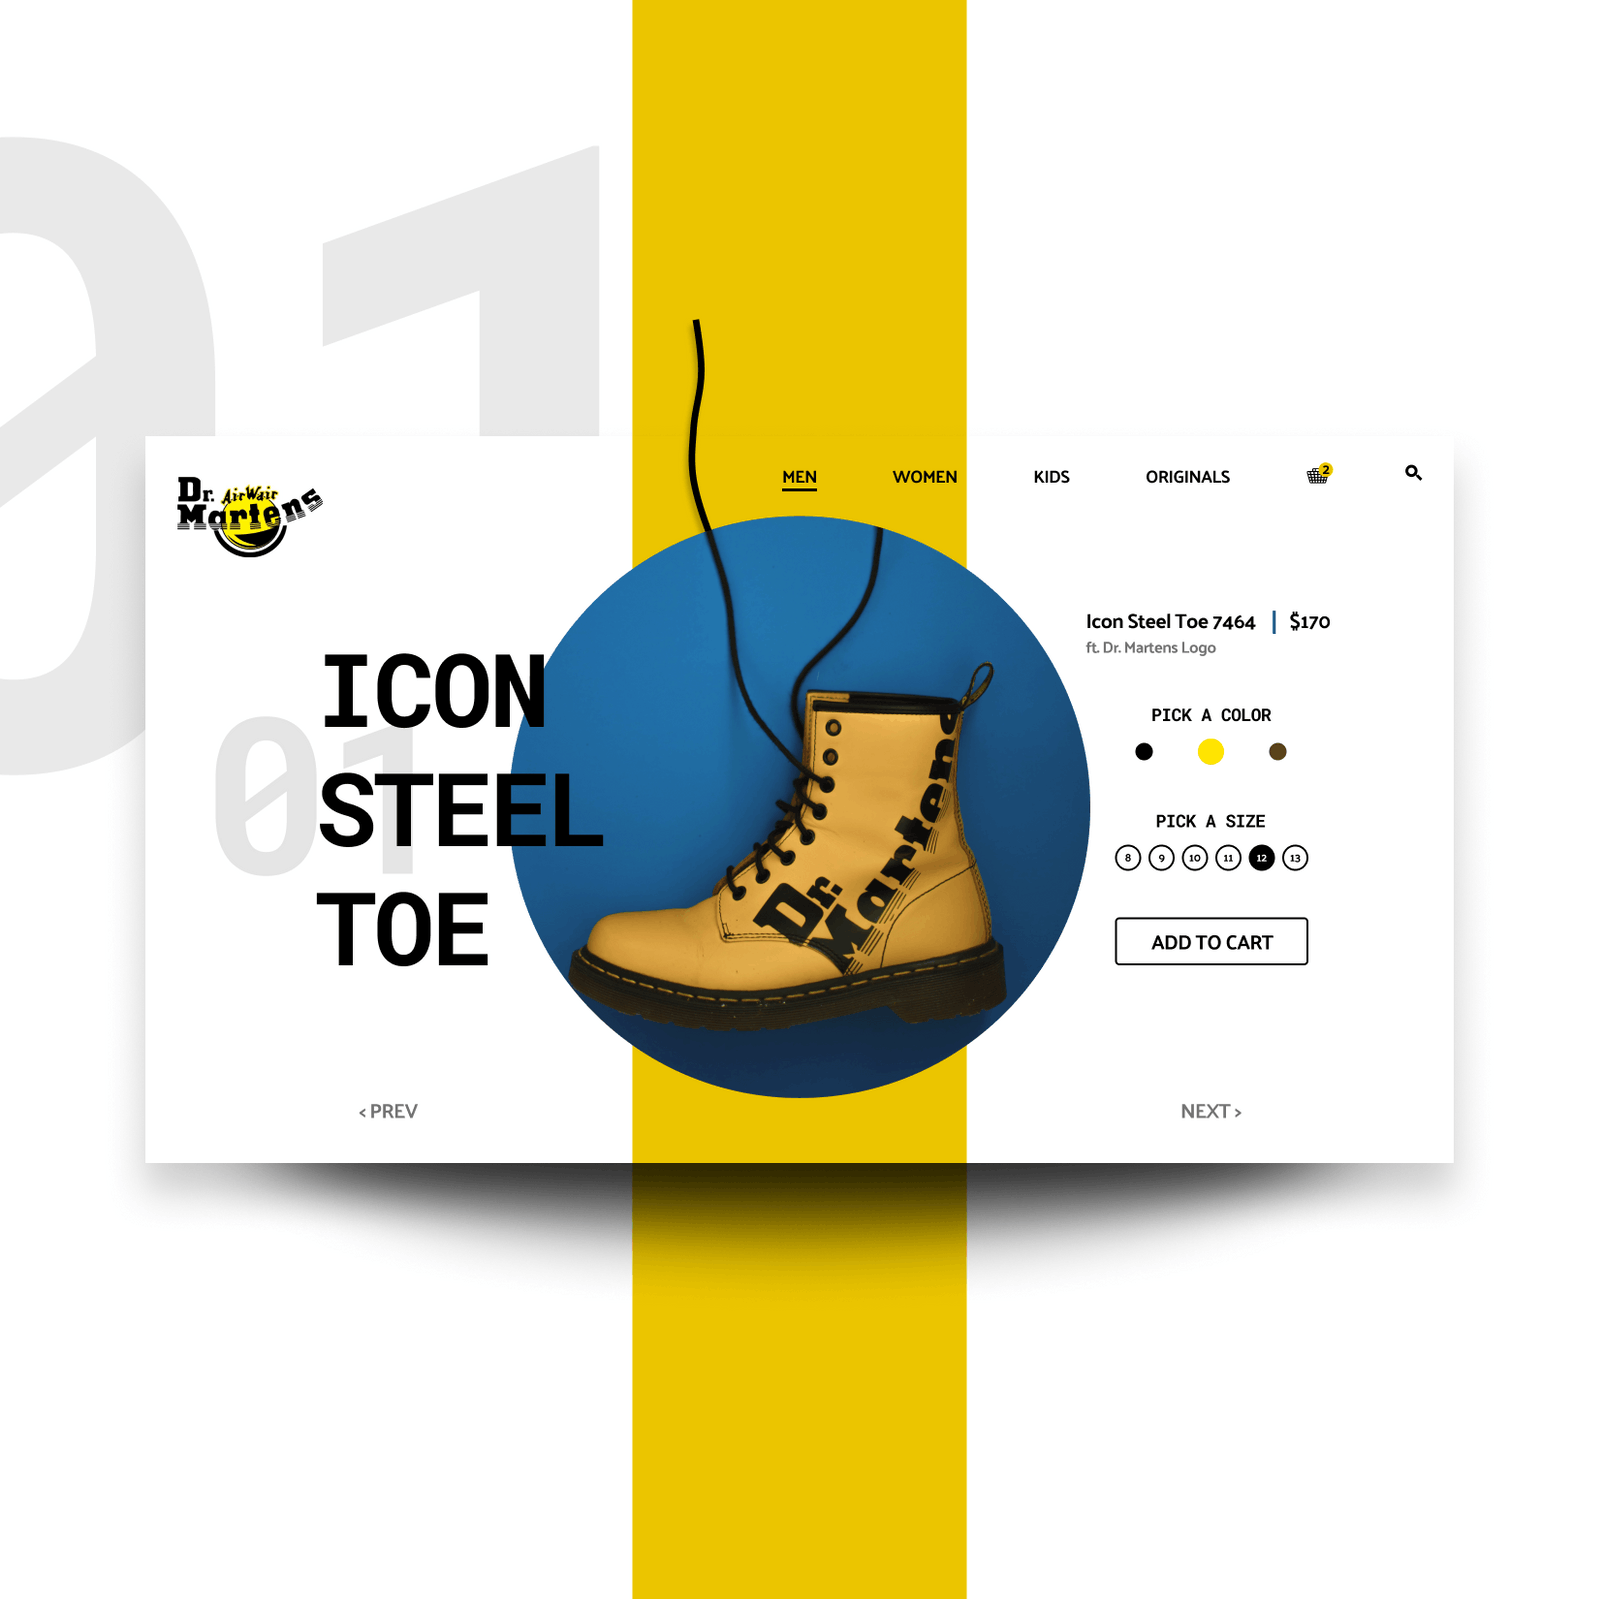 01
Dr. AirWair
Martens
MEN
WOMEN
KIDS
ORIGINALS
2
ICON
STEEL
TOE
01
Dr.
Martens
Icon Steel Toe 7464 | $170
ft. Dr. Martens Logo
PICK A COLOR
PICK A SIZE
8 9 10 11 12 13
ADD TO CART
< PREV
NEXT >